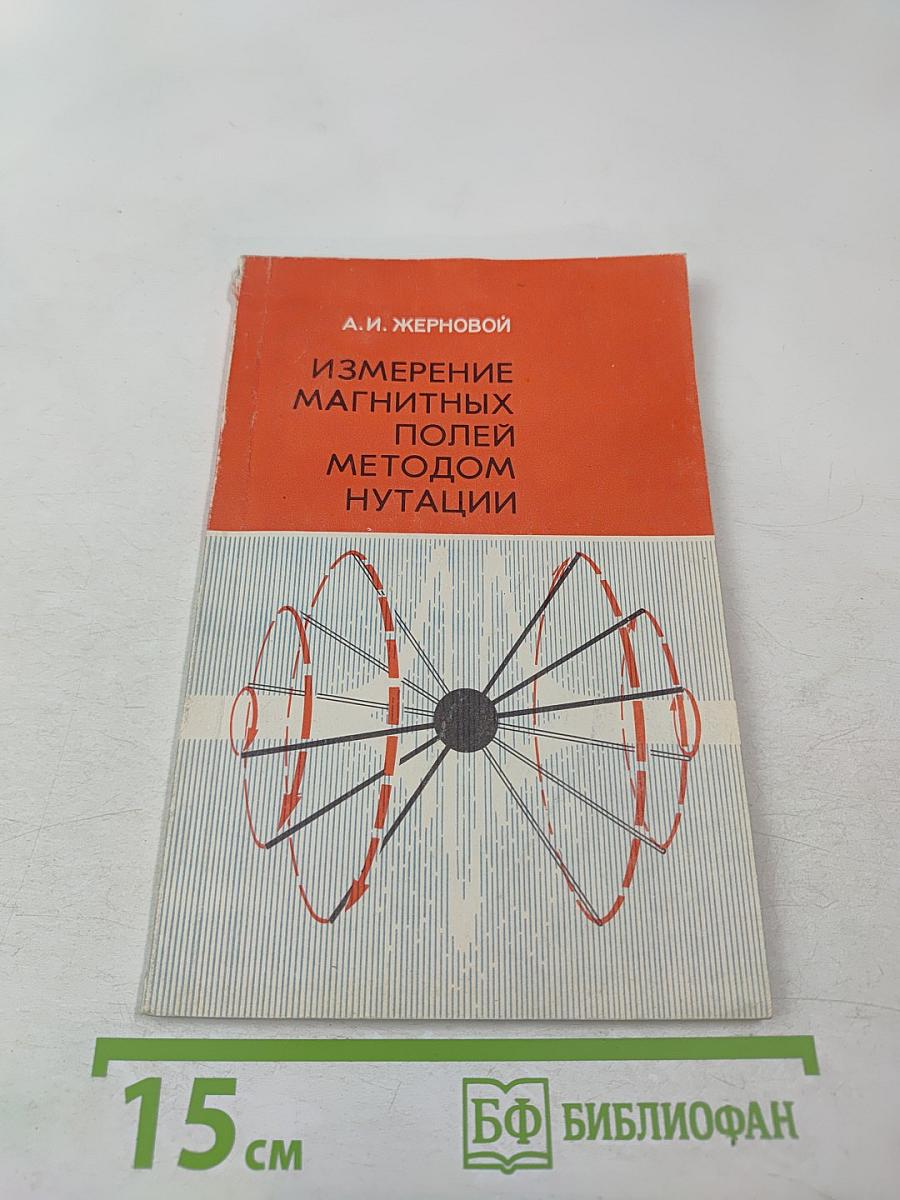 А.И. ЖЕРНОВОЙ
ИЗМЕРЕНИЕ
МАГНИТНЫХ
ПОЛЕЙ
МЕТОДОМ
НУТАЦИИ
15 см
БФ БИБЛИОФАН